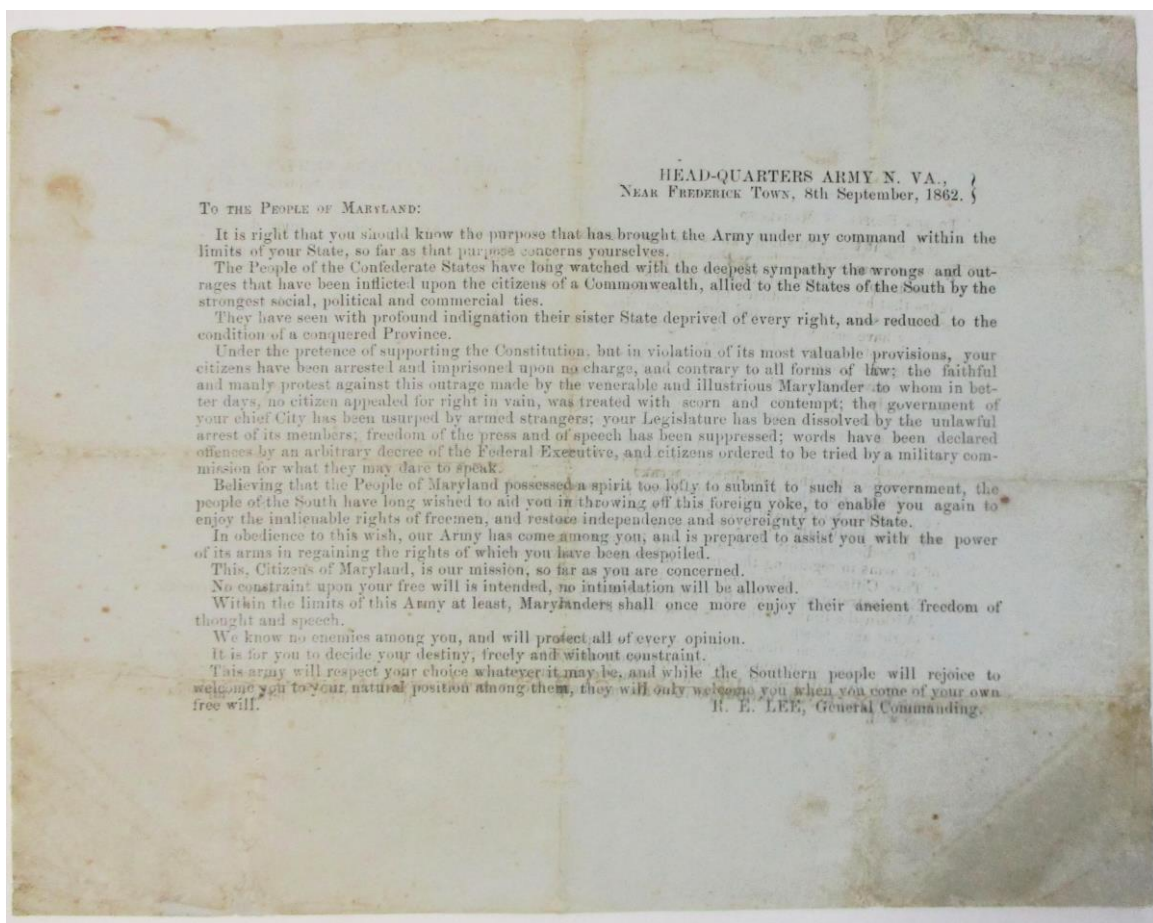 HEAD-QUARTERS ARMY N. VA.,
NEAR FREDERICK TOWN, 8th September, 1862.
TO THE PEOPLE OF MARYLAND:
It is right that you should know the purpose that has brought the Army under my command within the
limits of your State, so far as that purpose concerns yourselves.
The People of the Confederate States have long watched with the deepest sympathy the wrongs and out-
rages that have been inflicted upon the citizens of a Commonwealth, allied to the States of the South by the
strongest social, political and commercial ties.
They have seen with profound indignation their sister State deprived of every right, and reduced to the
condition of a conquered Province.
Under the pretence of supporting the Constitution, but in violation of its most valuable provisions, your
citizens have been arrested and imprisoned upon no charge, and contrary to all forms of law; the faithful
and manly protest against this outrage made by the venerable and illustrious Marylander to whom in bet-
ter days, no citizen appealed for right in vain, was treated with scorn and contempt; the government of
your chief City has been usurped by armed strangers; your Legislature has been dissolved by the unlawful
arrest of its members; freedom of the press and of speech has been suppressed; words have been declared
offences by an arbitrary decree of the Federal Executive, and citizens ordered to be tried by a military com-
mission for what they may dare to speak.
Believing that the People of Maryland possessed a spirit too lofty to submit to such a government, the
people of the South have long wished to aid you in throwing off this foreign yoke, to enable you again to
enjoy the inalienable rights of freemen, and restore independence and sovereignty to your State.
In obedience to this wish, our Army has come among you, and is prepared to assist you with the power
of its arms in regaining the rights of which you have been despoiled.
This, Citizens of Maryland, is our mission, so far as you are concerned.
No constraint upon your free will is intended, no intimidation will be allowed.
Within the limits of this Army at least, Marylanders shall once more enjoy their ancient freedom of
thought and speech.
We know no enemies among you, and will protect all of every opinion.
It is for you to decide your destiny, freely and without constraint.
This army will respect your choice whatever it may be, and while the Southern people will rejoice to
welcome you to your natural position among them, they will only welcome you when you come of your own
free will. R. E. LEE, General Commanding.